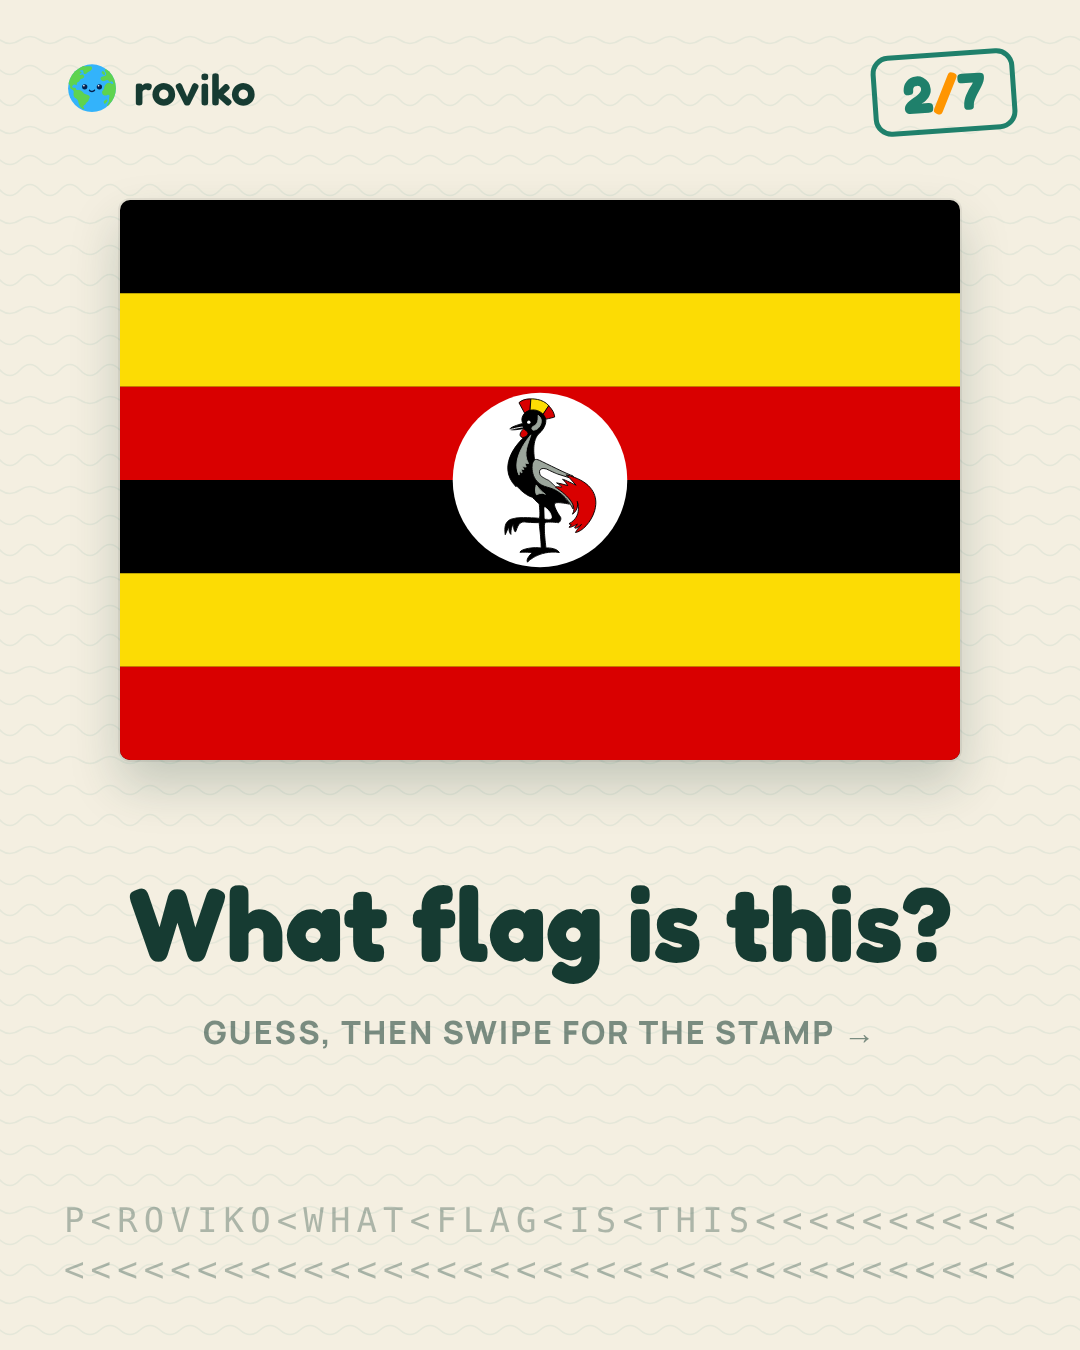 roviko
2/7
What flag is this?
GUESS, THEN SWIPE FOR THE STAMP →
P<ROVIKO<WHAT<FLAG<IS<THIS<<<<<<<<<<
<<<<<<<<<<<<<<<<<<<<<<<<<<<<<<<<<<<<